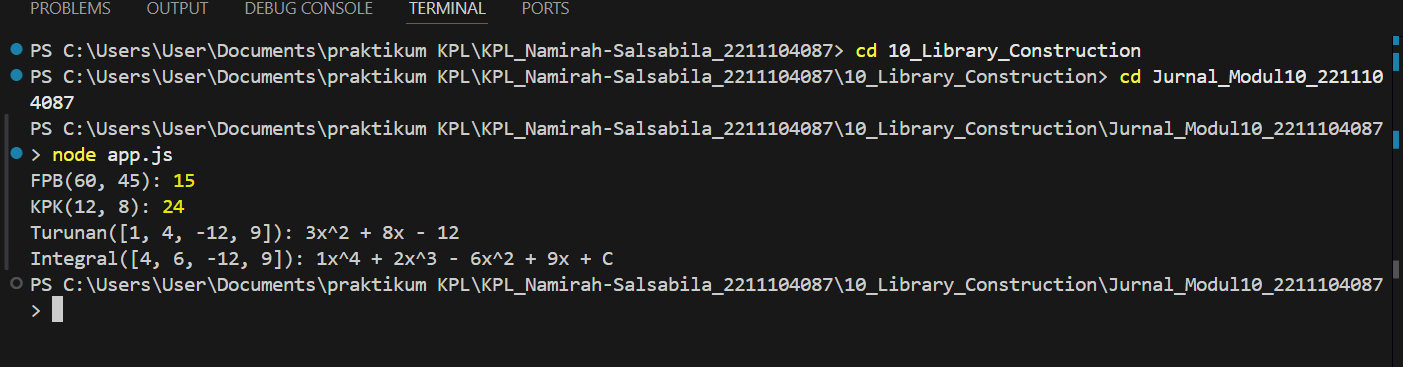 PROBLEMS OUTPUT DEBUG CONSOLE TERMINAL PORTS
PS C:\Users\User\Documents\praktikum KPL\KPL_Namirah-Salsabila_2211104087> cd 10_Library_Construction
PS C:\Users\User\Documents\praktikum KPL\KPL_Namirah-Salsabila_2211104087\10_Library_Construction> cd Jurnal_Modul10_221110
4087
PS C:\Users\User\Documents\praktikum KPL\KPL_Namirah-Salsabila_2211104087\10_Library_Construction\Jurnal_Modul10_2211104087
> node app.js
FPB(60, 45): 15
KPK(12, 8): 24
Turunan([1, 4, -12, 9]): 3x^2 + 8x - 12
Integral([4, 6, -12, 9]): 1x^4 + 2x^3 - 6x^2 + 9x + C
PS C:\Users\User\Documents\praktikum KPL\KPL_Namirah-Salsabila_2211104087\10_Library_Construction\Jurnal_Modul10_2211104087
>